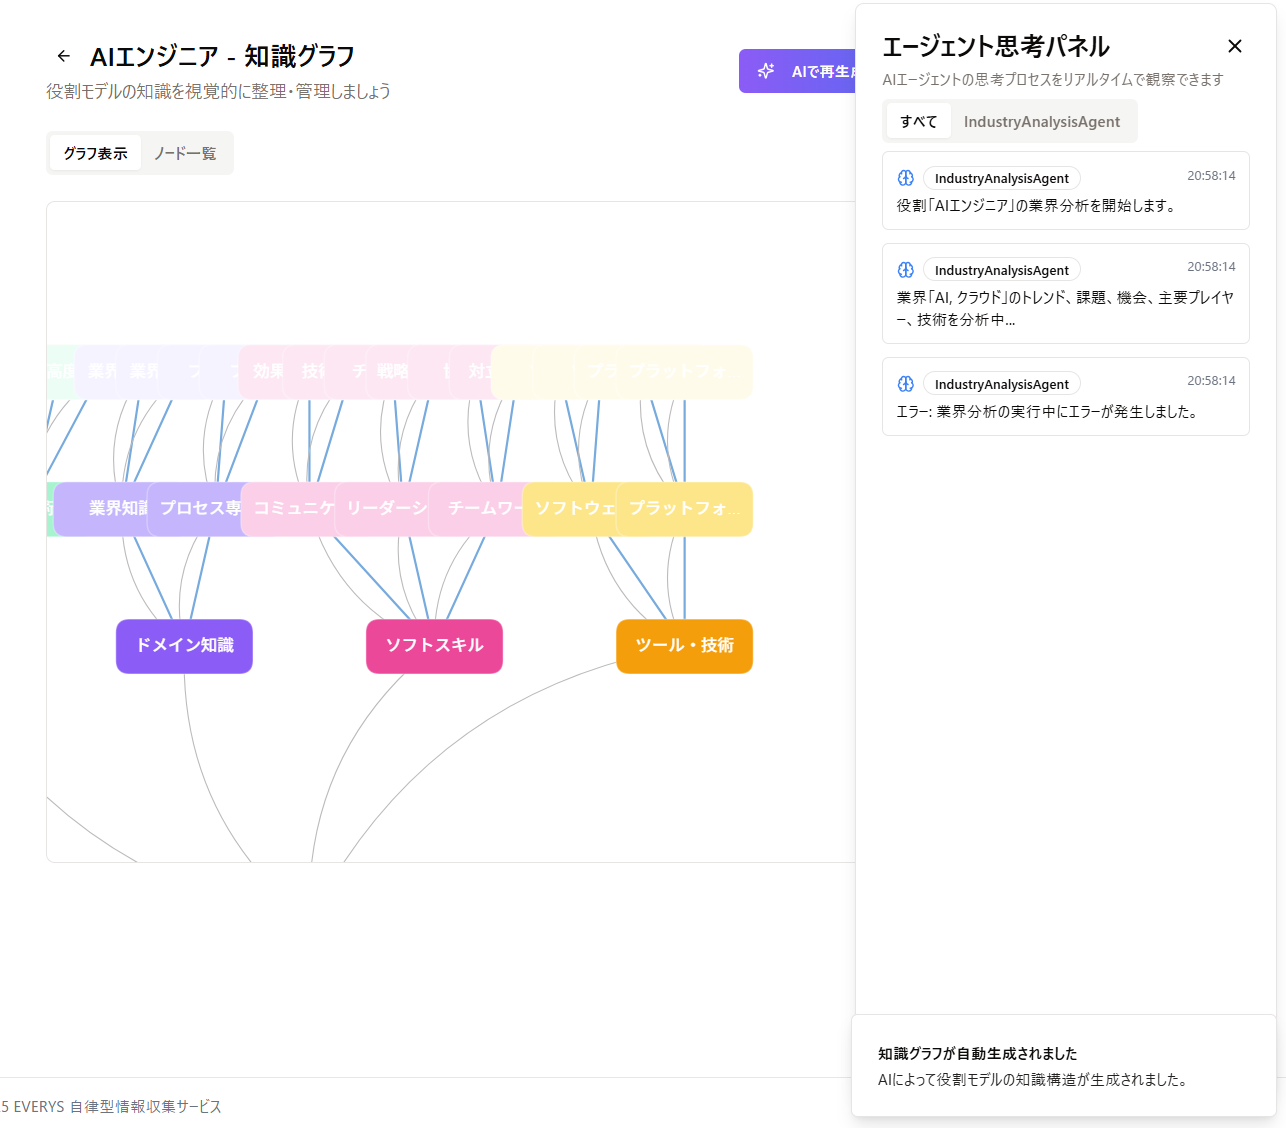 AIエンジニア - 知識グラフ
役割モデルの知識を視覚的に整理・管理しましょう
AIで再生
グラフ表示
ノード一覧
業界
業界
効果
技術
チ
戦略
対立
プラ
プラットフォ...
業界知識
プロセス専
コミュニケ
リーダーシ
チームワー
ソフトウェ
プラットフォ...
ドメイン知識
ソフトスキル
ツール・技術
5 EVERYS 自律型情報収集サービス
エージェント思考パネル
AIエージェントの思考プロセスをリアルタイムで観察できます
すべて
IndustryAnalysisAgent
IndustryAnalysisAgent
20:58:14
役割「AIエンジニア」の業界分析を開始します。
IndustryAnalysisAgent
20:58:14
業界「AI, クラウド」のトレンド、課題、機会、主要プレイヤ
ー、技術を分析中...
IndustryAnalysisAgent
20:58:14
エラー: 業界分析の実行中にエラーが発生しました。
知識グラフが自動生成されました
AIによって役割モデルの知識構造が生成されました。